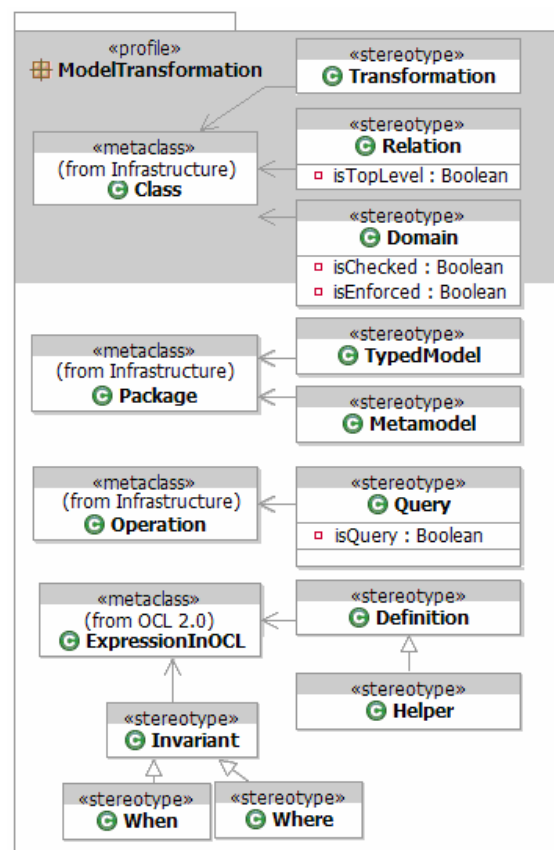 «profile»
ModelTransformation
«stereotype»
Transformation
«metaclass»
(from Infrastructure)
Class
«stereotype»
Relation
isTopLevel : Boolean
«stereotype»
Domain
isChecked : Boolean
isEnforced : Boolean
«metaclass»
(from Infrastructure)
Package
«stereotype»
TypedModel
«stereotype»
Metamodel
«metaclass»
(from Infrastructure)
Operation
«stereotype»
Query
isQuery : Boolean
«metaclass»
(from OCL 2.0)
ExpressionInOCL
«stereotype»
Definition
«stereotype»
Helper
«stereotype»
Invariant
«stereotype»
When
«stereotype»
Where